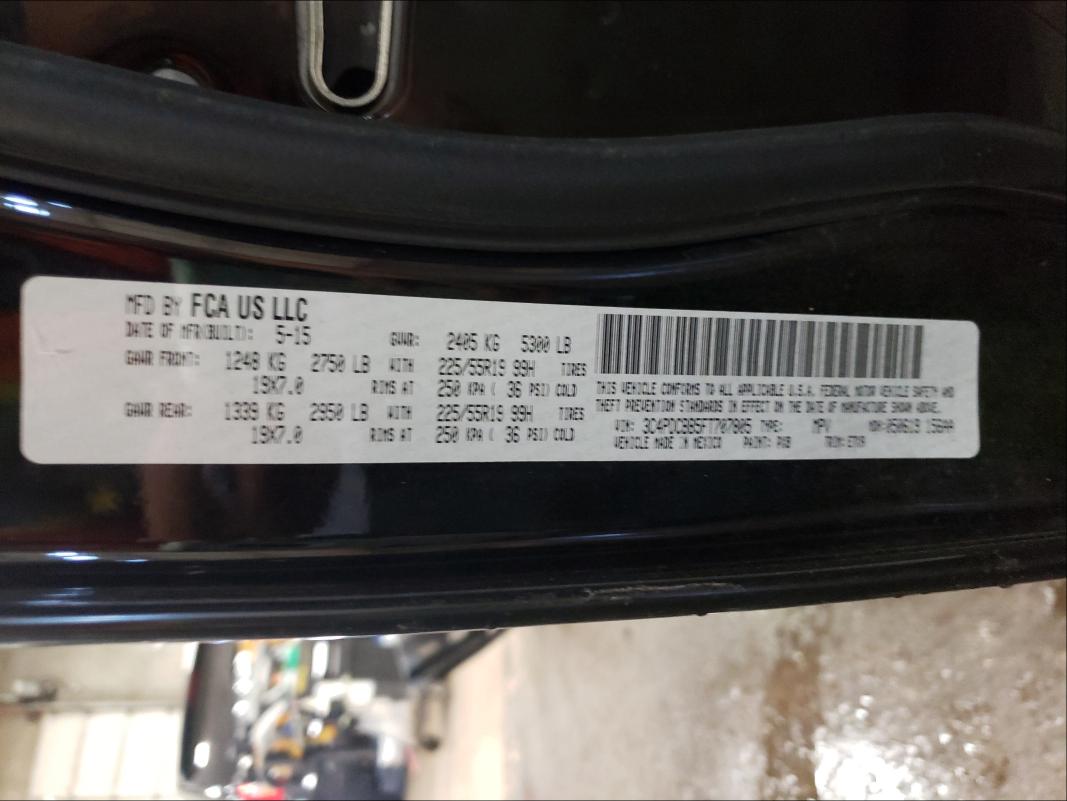 MFD BY FCA US LLC
DATE OF MFR(BUILT): 5-15 GVWR: 2405 KG 5300 LB
GAWR FRONT: 1248 KG 2750 LB WITH 225/55R19 99H TIRES
19X7.0 RIMS AT 250 KPA ( 36 PSI) COLD
GAWR REAR: 1339 KG 2950 LB WITH 225/55R19 99H TIRES
19X7.0 RIMS AT 250 KPA ( 36 PSI) COLD
THIS VEHICLE CONFORMS TO ALL APPLICABLE U.S.A. FEDERAL MOTOR VEHICLE SAFETY AND
THEFT PREVENTION STANDARDS IN EFFECT ON THE DATE OF MANUFACTURE SHOWN ABOVE.
VIN: TYPE: MPV MDH:
VEHICLE MADE IN MEXICO PAINT: TRIM: